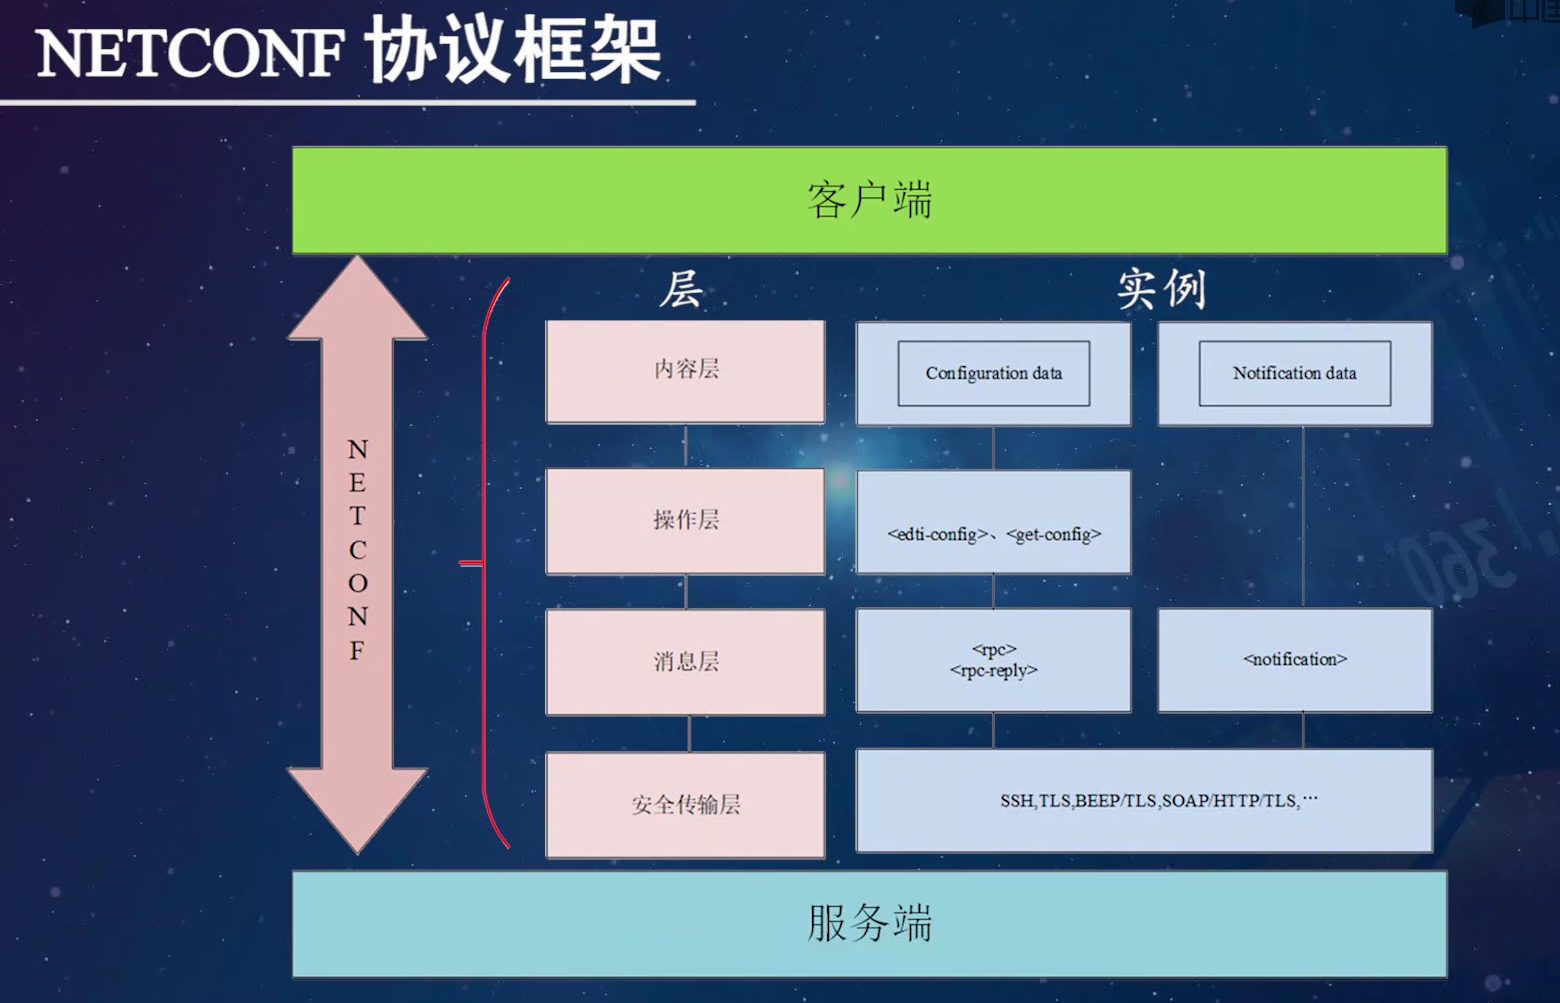 NETCONF 协议框架
客户端
层
实例
内容层
Configuration data
Notification data
NETCONF
操作层
<edti-config>、<get-config>
消息层
<rpc>
<rpc-reply>
<notification>
安全传输层
SSH,TLS,BEEP/TLS,SOAP/HTTP/TLS,…
服务端